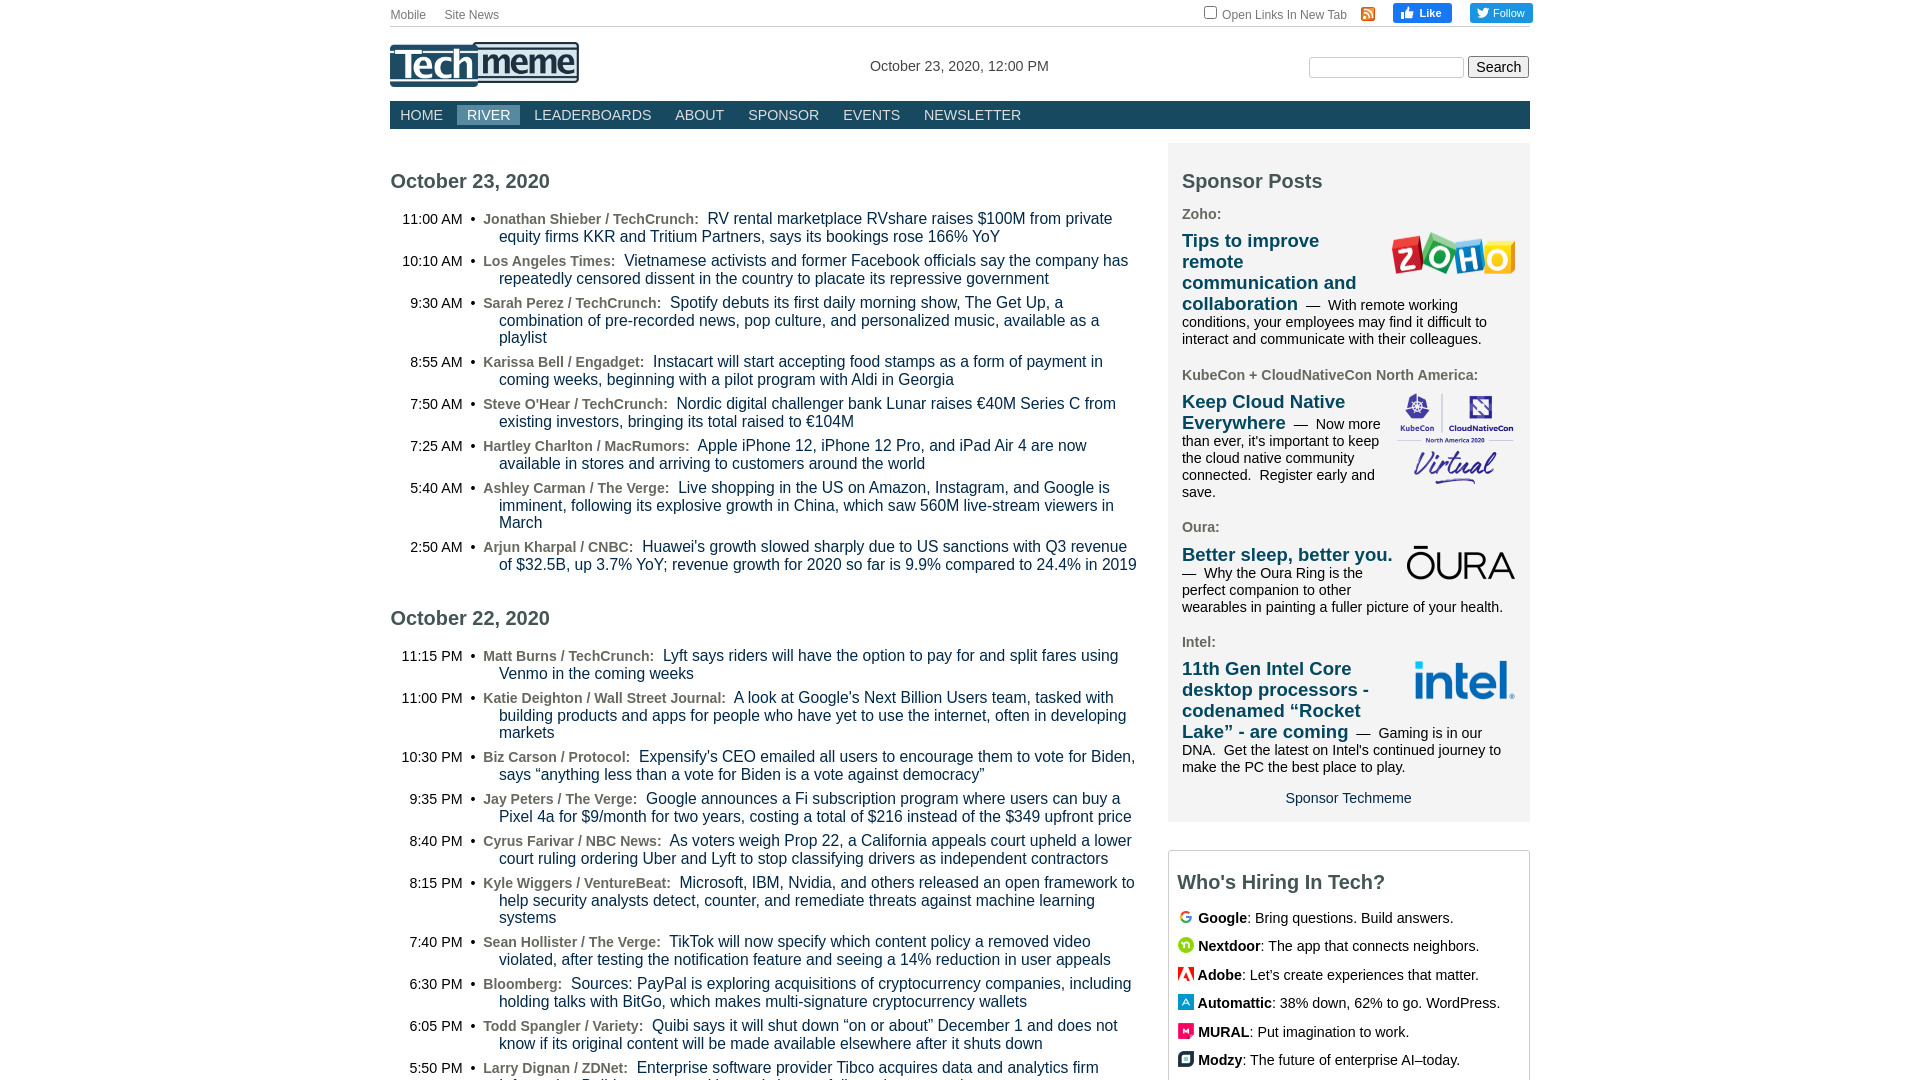 Mobile Site News
Open Links In New Tab Like Follow
Techmeme
October 23, 2020, 12:00 PM
Search
HOME RIVER LEADERBOARDS ABOUT SPONSOR EVENTS NEWSLETTER
October 23, 2020
11:00 AM • Jonathan Shieber / TechCrunch: RV rental marketplace RVshare raises $100M from private
equity firms KKR and Tritium Partners, says its bookings rose 166% YoY
10:10 AM • Los Angeles Times: Vietnamese activists and former Facebook officials say the company has
repeatedly censored dissent in the country to placate its repressive government
9:30 AM • Sarah Perez / TechCrunch: Spotify debuts its first daily morning show, The Get Up, a
combination of pre-recorded news, pop culture, and personalized music, available as a
playlist
8:55 AM • Karissa Bell / Engadget: Instacart will start accepting food stamps as a form of payment in
coming weeks, beginning with a pilot program with Aldi in Georgia
7:50 AM • Steve O'Hear / TechCrunch: Nordic digital challenger bank Lunar raises €40M Series C from
existing investors, bringing its total raised to €104M
7:25 AM • Hartley Charlton / MacRumors: Apple iPhone 12, iPhone 12 Pro, and iPad Air 4 are now
available in stores and arriving to customers around the world
5:40 AM • Ashley Carman / The Verge: Live shopping in the US on Amazon, Instagram, and Google is
imminent, following its explosive growth in China, which saw 560M live-stream viewers in
March
2:50 AM • Arjun Kharpal / CNBC: Huawei's growth slowed sharply due to US sanctions with Q3 revenue
of $32.5B, up 3.7% YoY; revenue growth for 2020 so far is 9.9% compared to 24.4% in 2019
October 22, 2020
11:15 PM • Matt Burns / TechCrunch: Lyft says riders will have the option to pay for and split fares using
Venmo in the coming weeks
11:00 PM • Katie Deighton / Wall Street Journal: A look at Google's Next Billion Users team, tasked with
building products and apps for people who have yet to use the internet, often in developing
markets
10:30 PM • Biz Carson / Protocol: Expensify's CEO emailed all users to encourage them to vote for Biden,
says “anything less than a vote for Biden is a vote against democracy”
9:35 PM • Jay Peters / The Verge: Google announces a Fi subscription program where users can buy a
Pixel 4a for $9/month for two years, costing a total of $216 instead of the $349 upfront price
8:40 PM • Cyrus Farivar / NBC News: As voters weigh Prop 22, a California appeals court upheld a lower
court ruling ordering Uber and Lyft to stop classifying drivers as independent contractors
8:15 PM • Kyle Wiggers / VentureBeat: Microsoft, IBM, Nvidia, and others released an open framework to
help security analysts detect, counter, and remediate threats against machine learning
systems
7:40 PM • Sean Hollister / The Verge: TikTok will now specify which content policy a removed video
violated, after testing the notification feature and seeing a 14% reduction in user appeals
6:30 PM • Bloomberg: Sources: PayPal is exploring acquisitions of cryptocurrency companies, including
holding talks with BitGo, which makes multi-signature cryptocurrency wallets
6:05 PM • Todd Spangler / Variety: Quibi says it will shut down “on or about” December 1 and does not
know if its original content will be made available elsewhere after it shuts down
5:50 PM • Larry Dignan / ZDNet: Enterprise software provider Tibco acquires data and analytics firm
Sponsor Posts
Zoho:
Tips to improve
remote
communication and
collaboration — With remote working
conditions, your employees may find it difficult to
interact and communicate with their colleagues.
ZOHO
KubeCon + CloudNativeCon North America:
Keep Cloud Native
Everywhere — Now more
than ever, it's important to keep
the cloud native community
connected. Register early and
save.
KubeCon CloudNativeCon
North America 2020
Virtual
Oura:
Better sleep, better you.
— Why the Oura Ring is the
perfect companion to other
wearables in painting a fuller picture of your health.
ŌURA
Intel:
11th Gen Intel Core
desktop processors -
codenamed “Rocket
Lake” - are coming — Gaming is in our
DNA. Get the latest on Intel's continued journey to
make the PC the best place to play.
intel
Sponsor Techmeme
Who's Hiring In Tech?
Google: Bring questions. Build answers.
Nextdoor: The app that connects neighbors.
Adobe: Let’s create experiences that matter.
Automattic: 38% down, 62% to go. WordPress.
MURAL: Put imagination to work.
Modzy: The future of enterprise AI–today.